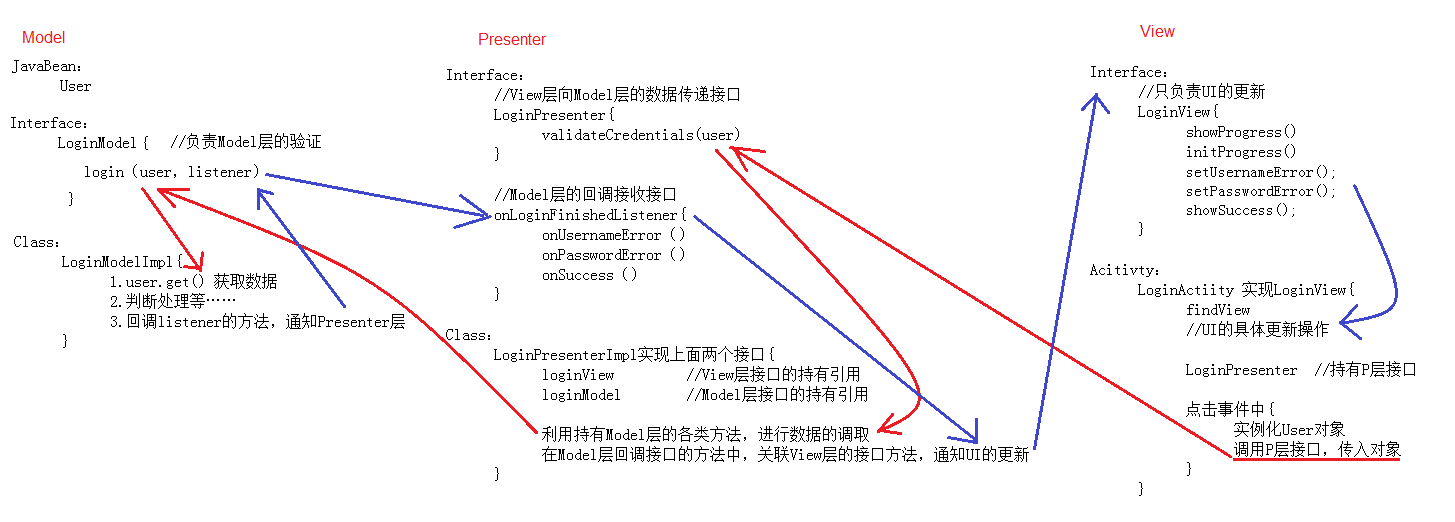 Model
JavaBean:
User
Interface:
LoginModel{ //负责Model层的验证
login（user，listener）
}
Class:
LoginModelImpl{
1.user.get() 获取数据
2.判断处理等……
3.回调listener的方法，通知Presenter层
}
Presenter
Interface:
//View层向Model层的数据传递接口
LoginPresenter{
validateCredentials(user)
}
//Model层的回调接收接口
onLoginFinishedListener{
onUsernameError（）
onPasswordError（）
onSuccess（）
}
Class:
LoginPresenterImpl实现上面两个接口{
loginView //View层接口的持有引用
loginModel //Model层接口的持有引用
利用持有Model层的各类方法，进行数据的调取
在Model层回调接口的方法中，关联View层的接口方法，通知UI的更新
}
View
Interface:
//只负责UI的更新
LoginView{
showProgress()
initProgress()
setUsernameError();
setPasswordError();
showSuccess();
}
Acitivty:
LoginActiity 实现LoginView{
findView
//UI的具体更新操作
LoginPresenter //持有P层接口
点击事件中{
实例化User对象
调用P层接口，传入对象
}
}